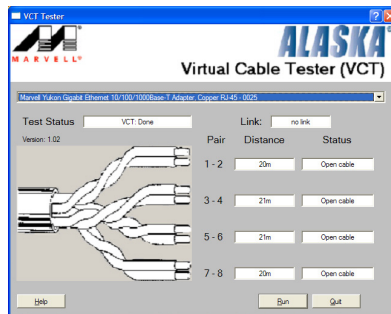 VCT Tester
MARVELL®
ALASKA®
Virtual Cable Tester (VCT)
Marvell Yukon Gigabit Ethernet 10/100/1000Base-T Adapter, Copper RJ-45 - 0025
Test Status VCT: Done Link: no link
Version: 1.02
Pair Distance Status
1 - 2 20m Open cable
3 - 4 21m Open cable
5 - 6 21m Open cable
7 - 8 20m Open cable
Help Run Quit